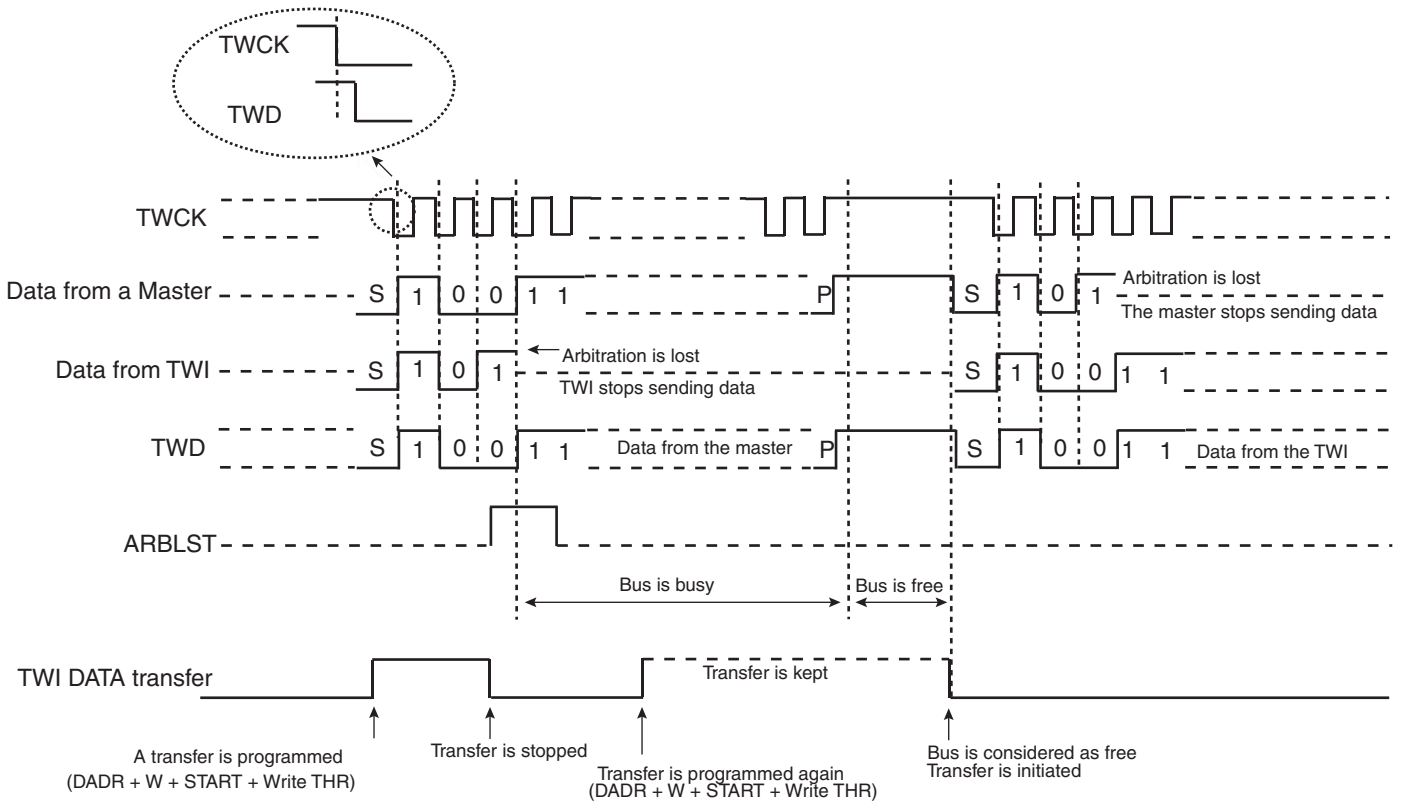 TWCK
TWD
TWCK
Data from a Master S 1 0 0 1 1 P S 1 0 1 Arbitration is lost
The master stops sending data
Data from TWI S 1 0 1 Arbitration is lost S 1 0 0 1 1
TWI stops sending data
TWD S 1 0 0 1 1 Data from the master P S 1 0 0 1 1 Data from the TWI
ARBLST
Bus is busy Bus is free
TWI DATA transfer Transfer is kept
A transfer is programmed
(DADR + W + START + Write THR)
Transfer is stopped
Transfer is programmed again
(DADR + W + START + Write THR)
Bus is considered as free
Transfer is initiated